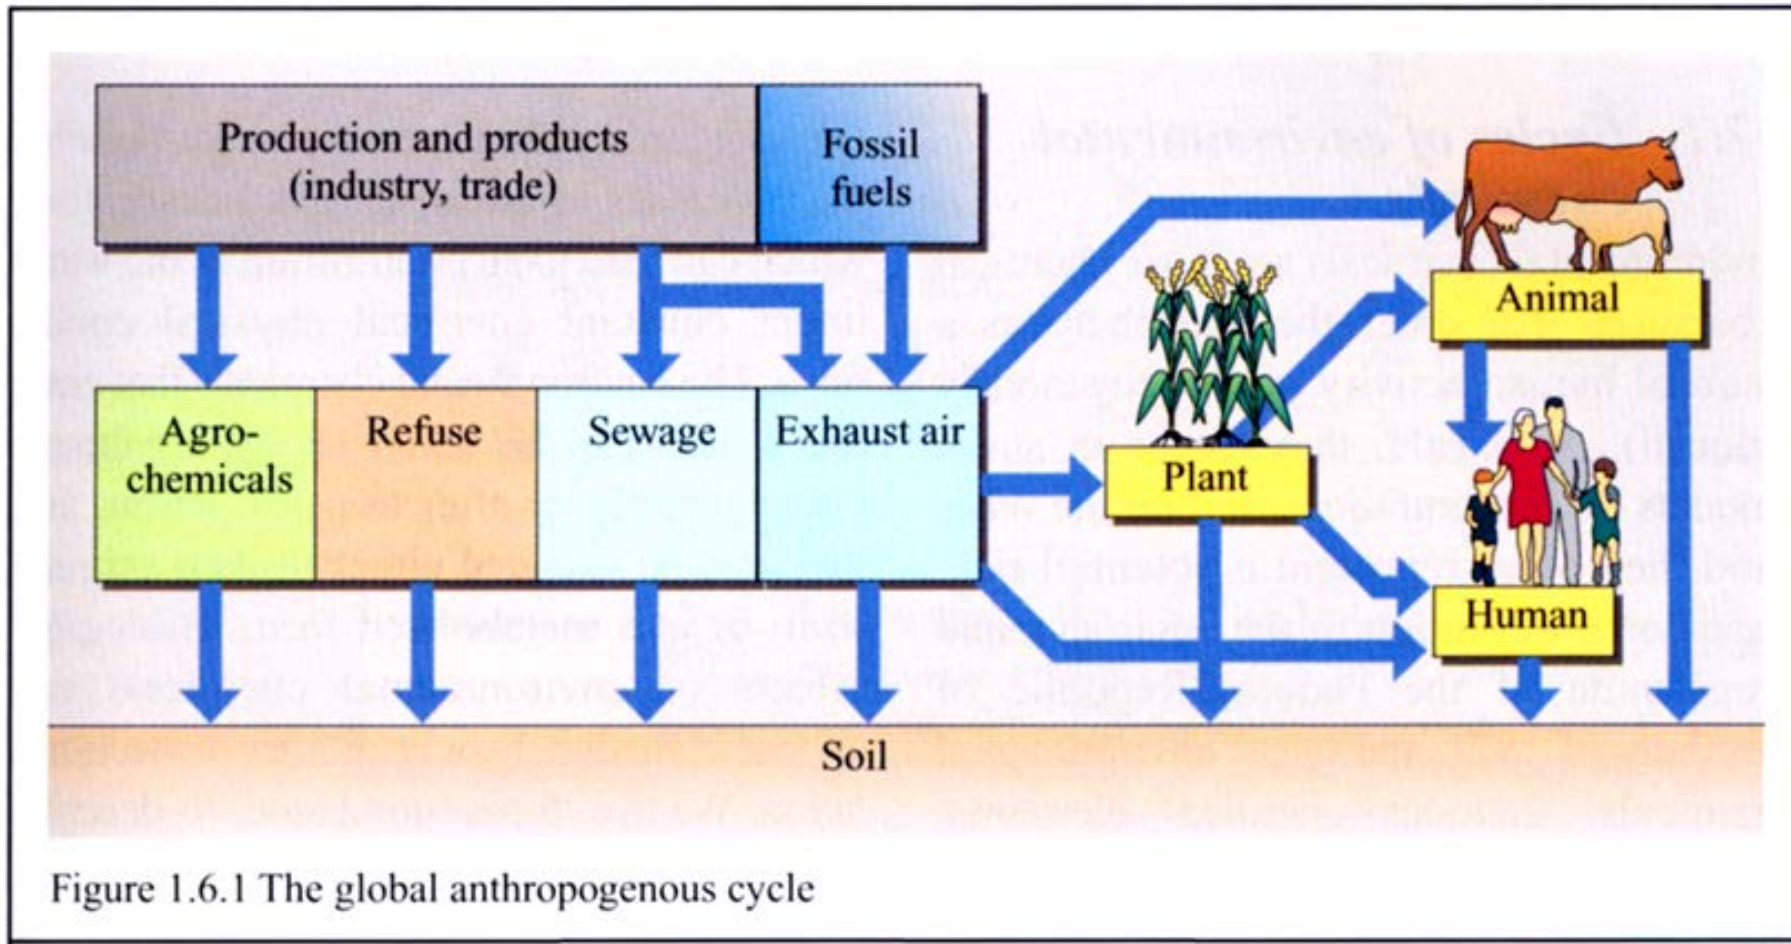 Production and products
(industry, trade)
Fossil
fuels
Agro-
chemicals
Refuse
Sewage
Exhaust air
Plant
Animal
Human
Soil
Figure 1.6.1 The global anthropogenous cycle